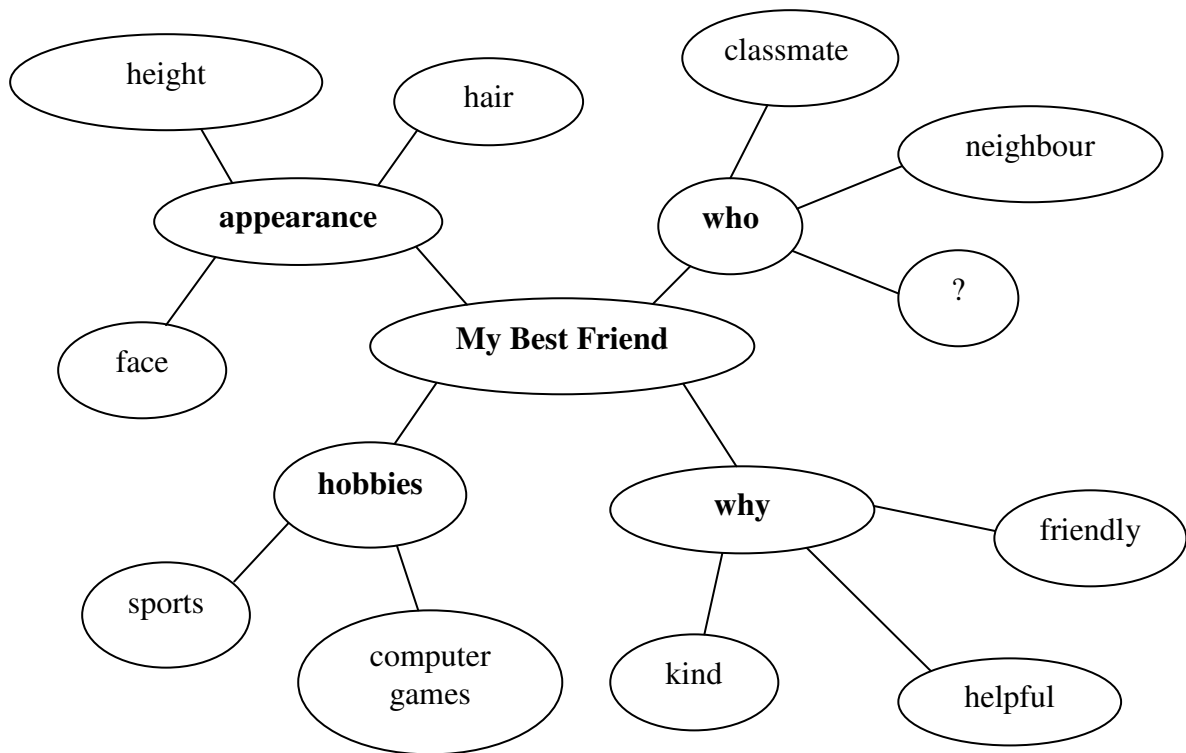 classmate
height
hair
neighbour
appearance
who
?
My Best Friend
face
hobbies
why
friendly
sports
computer
games
kind
helpful